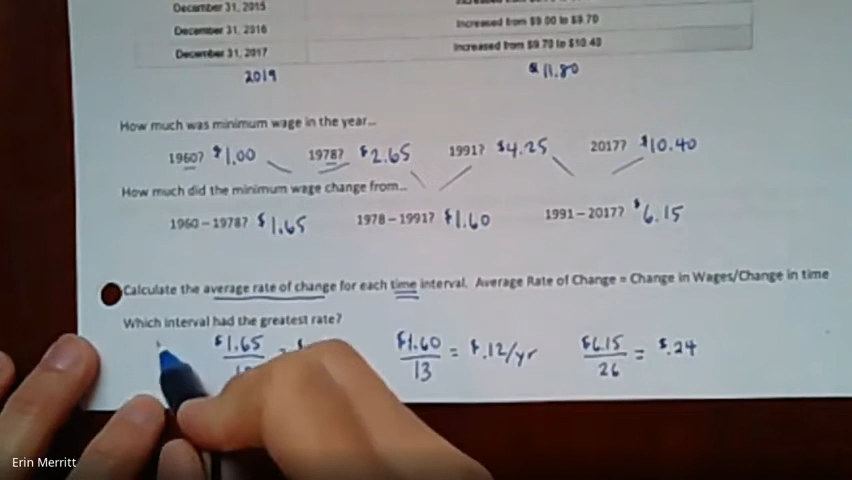 December 31, 2015
December 31, 2016 Increased from $9.00 to $9.70
December 31, 2017 Increased from $9.70 to $10.40
2019 $11.80
How much was minimum wage in the year...
1960? $1.00 1978? $2.65 1991? $4.25 2017? $10.40
How much did the minimum wage change from...
1960 – 1978? $1.65 1978 – 1991? $1.60 1991 – 2017? $6.15
Calculate the average rate of change for each time interval. Average Rate of Change = Change in Wages/Change in time
Which interval had the greatest rate?
$1.65 = $ $1.60 / 13 = $.12/yr $6.15 / 26 = $.24
Erin Merritt